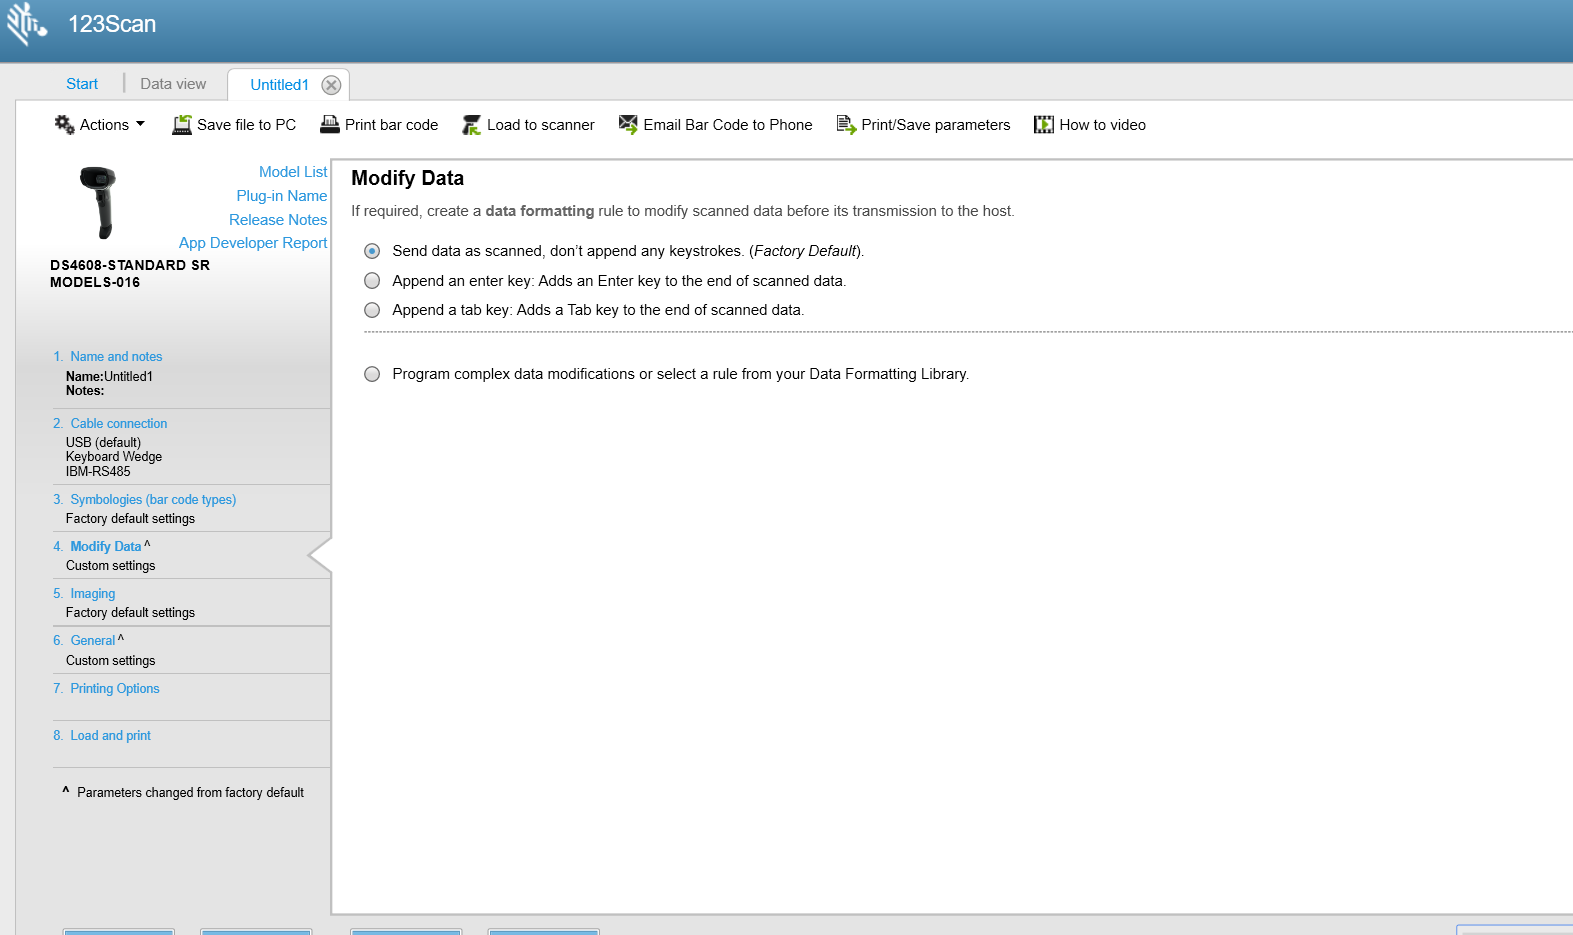 123Scan
Start
Data view
Untitled1
Actions
Save file to PC
Print bar code
Load to scanner
Email Bar Code to Phone
Print/Save parameters
How to video
Model List
Plug-in Name
Release Notes
App Developer Report
DS4608-STANDARD SR
MODELS-016
1. Name and notes
Name:Untitled1
Notes:
2. Cable connection
USB (default)
Keyboard Wedge
IBM-RS485
3. Symbologies (bar code types)
Factory default settings
4. Modify Data ^
Custom settings
5. Imaging
Factory default settings
6. General ^
Custom settings
7. Printing Options
8. Load and print
^ Parameters changed from factory default
Modify Data
If required, create a data formatting rule to modify scanned data before its transmission to the host.
Send data as scanned, don’t append any keystrokes. (Factory Default).
Append an enter key: Adds an Enter key to the end of scanned data.
Append a tab key: Adds a Tab key to the end of scanned data.
Program complex data modifications or select a rule from your Data Formatting Library.